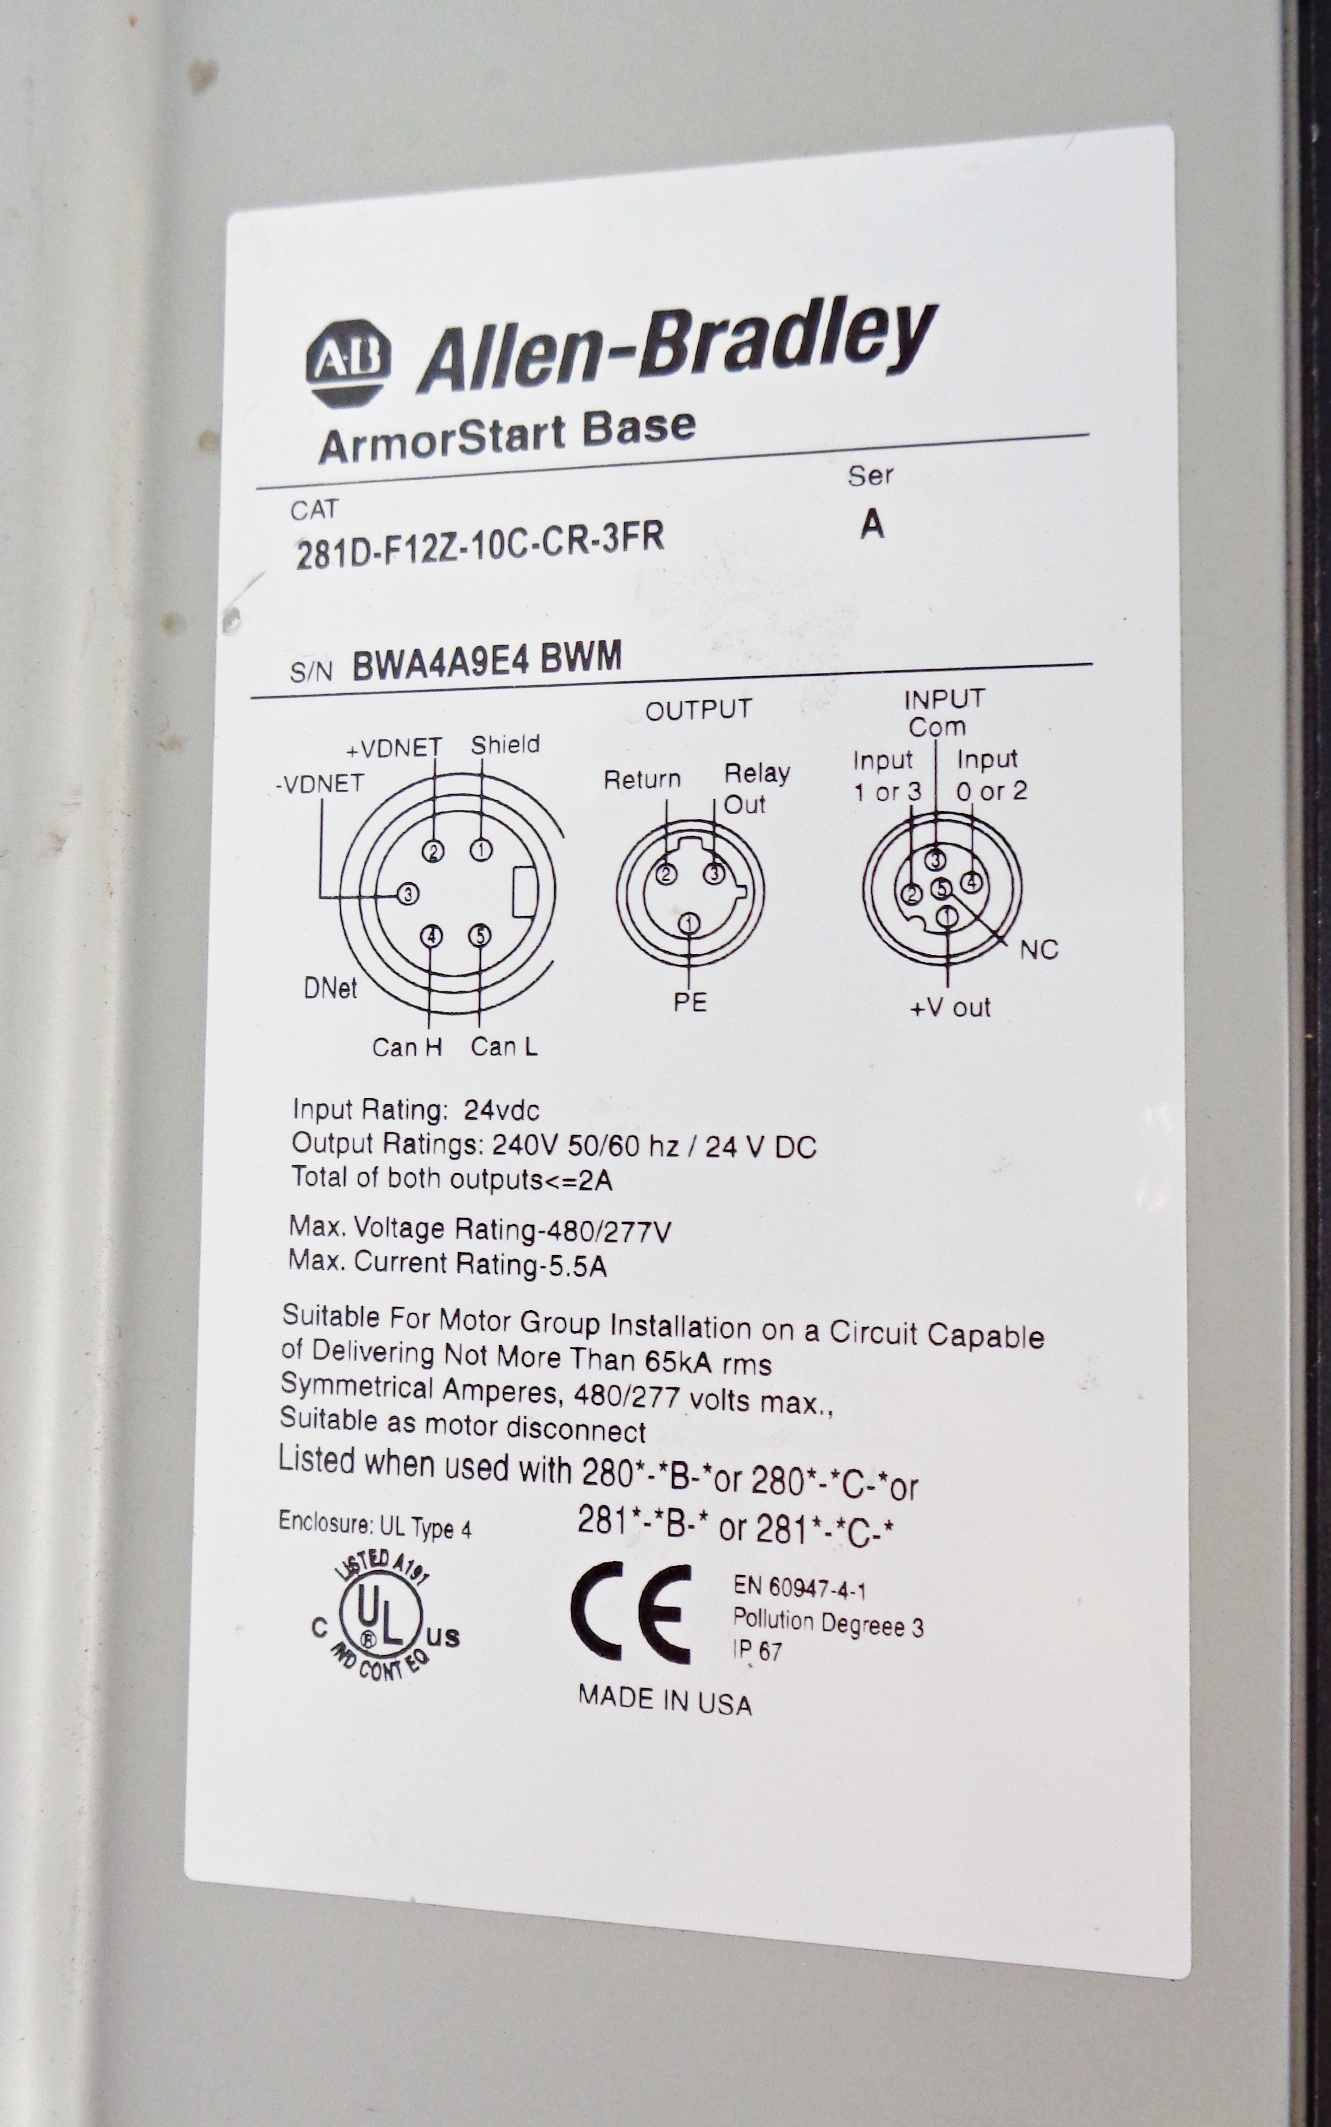 A-B Allen-Bradley
ArmorStart Base
CAT
Ser
281D-F12Z-10C-CR-3FR
A
S/N BWA4A9E4 BWM
+VDNET Shield
-VDNET
2 1
3
4 5
DNet
Can H Can L
OUTPUT
Return Relay
Out
2 3
1
PE
INPUT
Com
Input Input
1 or 3 0 or 2
3
2 5 4
1
NC
+V out
Input Rating: 24vdc
Output Ratings: 240V 50/60 hz / 24 V DC
Total of both outputs<=2A
Max. Voltage Rating-480/277V
Max. Current Rating-5.5A
Suitable For Motor Group Installation on a Circuit Capable
of Delivering Not More Than 65kA rms
Symmetrical Amperes, 480/277 volts max.,
Suitable as motor disconnect
Listed when used with 280*-*B-*or 280*-*C-*or
281*-*B-* or 281*-*C-*
Enclosure: UL Type 4
LISTED A191
C UL ® US
IND CONT EQ
CE
EN 60947-4-1
Pollution Degreee 3
IP 67
MADE IN USA